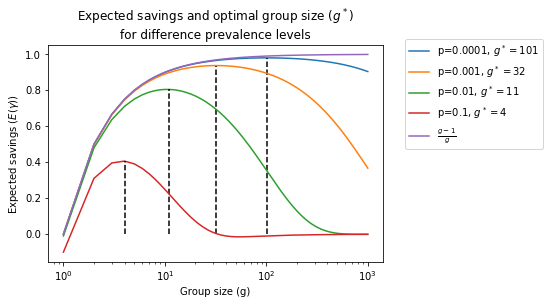 Expected savings and optimal group size (g*)
for difference prevalence levels
Expected savings (E(γ))
1.0
0.8
0.6
0.4
0.2
0.0
10⁰
10¹
10²
10³
Group size (g)
p=0.0001, g* = 101
p=0.001, g* = 32
p=0.01, g* = 11
p=0.1, g* = 4
g−1
g